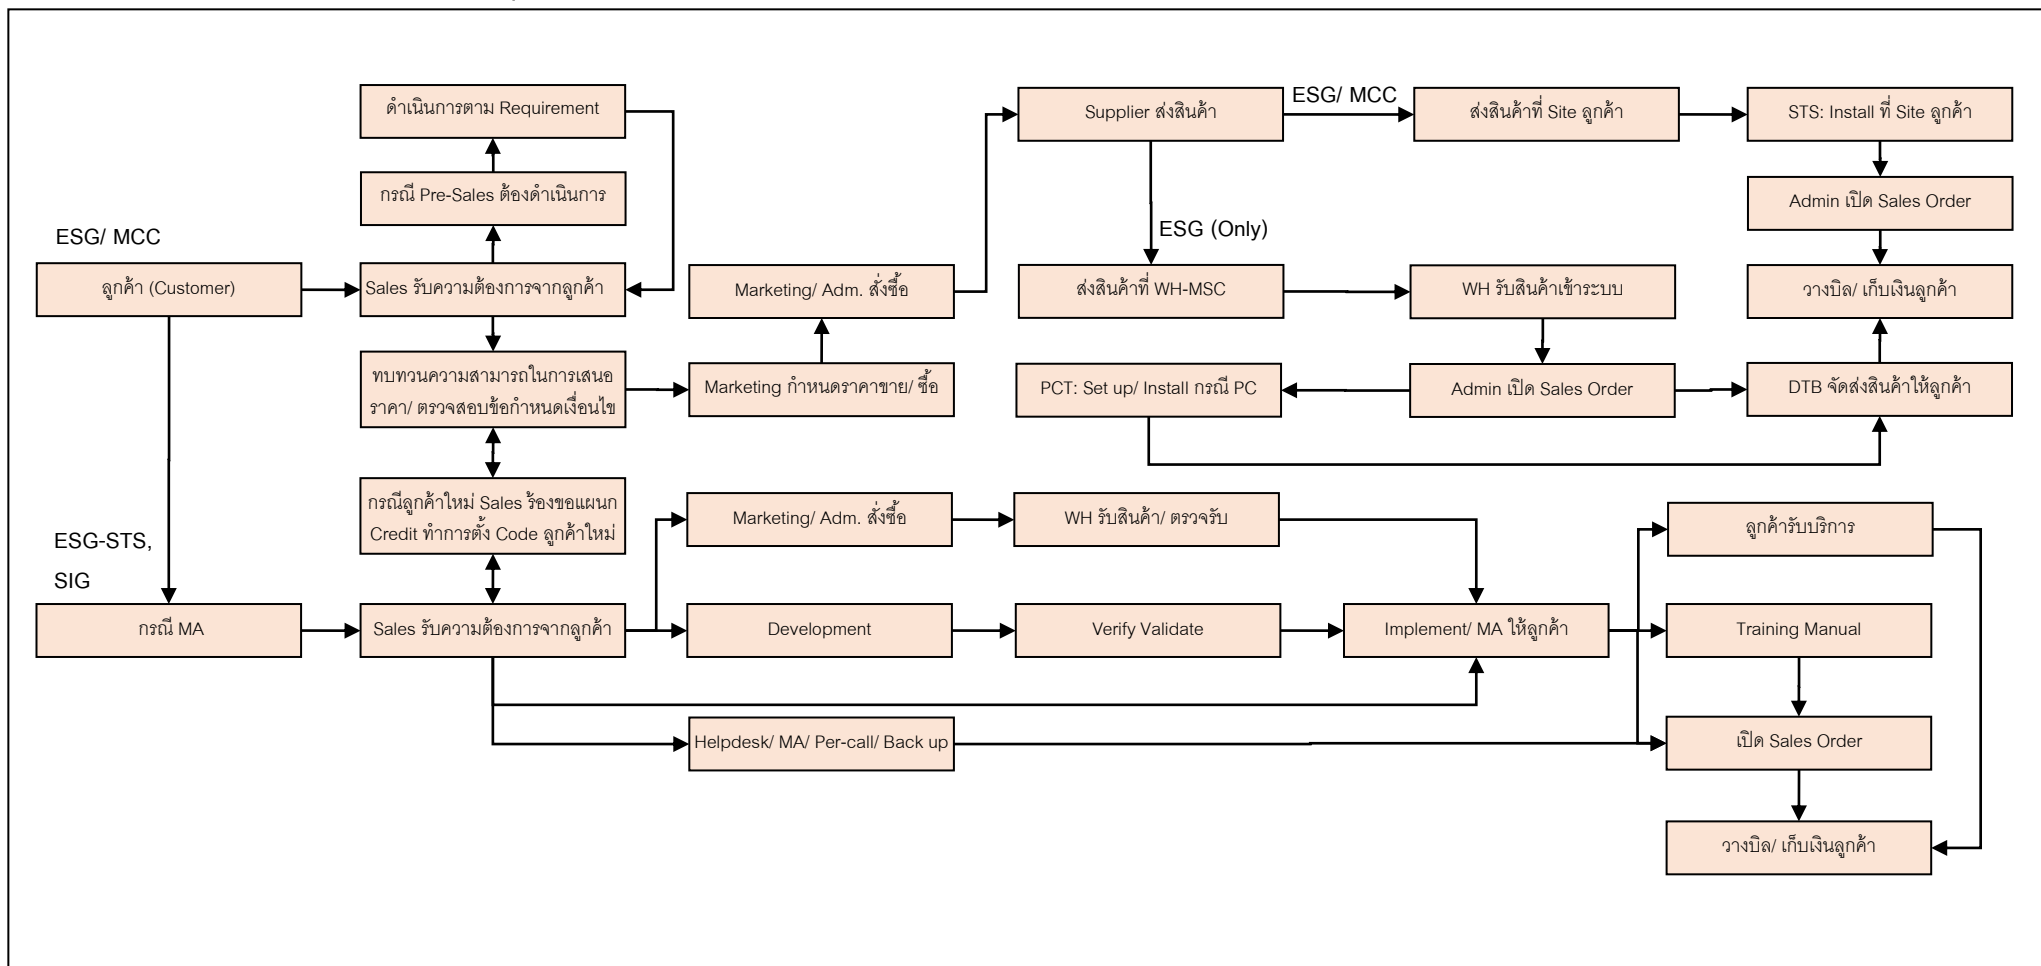 ดำเนินการตาม Requirement
Supplier ส่งสินค้า
ESG/ MCC
ส่งสินค้าที่ Site ลูกค้า
STS: Install ที่ Site ลูกค้า
กรณี Pre-Sales ต้องดำเนินการ
Admin เปิด Sales Order
ESG/ MCC
ESG (Only)
ลูกค้า (Customer)
Sales รับความต้องการจากลูกค้า
Marketing/ Adm. สั่งซื้อ
ส่งสินค้าที่ WH-MSC
WH รับสินค้าเข้าระบบ
วางบิล/ เก็บเงินลูกค้า
ทบทวนความสามารถในการเสนอ
ราคา/ ตรวจสอบข้อกำหนดเงื่อนไข
Marketing กำหนดราคาขาย/ ซื้อ
PCT: Set up/ Install กรณี PC
Admin เปิด Sales Order
DTB จัดส่งสินค้าให้ลูกค้า
กรณีลูกค้าใหม่ Sales ร้องขอแผนก
Credit ทำการตั้ง Code ลูกค้าใหม่
Marketing/ Adm. สั่งซื้อ
WH รับสินค้า/ ตรวจรับ
ลูกค้ารับบริการ
ESG-STS,
SIG
กรณี MA
Sales รับความต้องการจากลูกค้า
Development
Verify Validate
Implement/ MA ให้ลูกค้า
Training Manual
Helpdesk/ MA/ Per-call/ Back up
เปิด Sales Order
วางบิล/ เก็บเงินลูกค้า